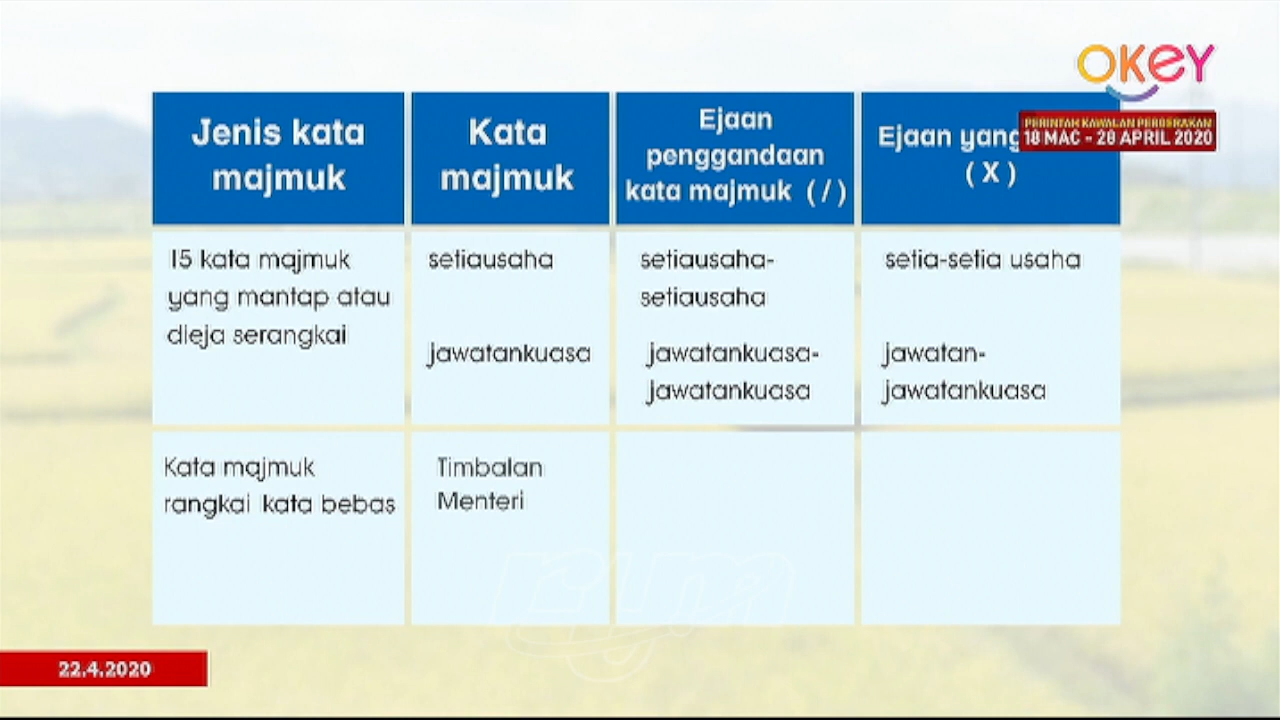 OKEY
PERINTAH KAWALAN PERGERAKAN
18 MAC - 28 APRIL 2020
Jenis kata
majmuk
Kata
majmuk
Ejaan
penggandaan
kata majmuk ( / )
Ejaan yang
( X )
15 kata majmuk
yang mantap atau
dieja serangkai
setiausaha
jawatankuasa
setiausaha-
setiausaha
jawatankuasa-
jawatankuasa
setia-setia usaha
jawatan-
jawatankuasa
Kata majmuk
rangkai kata bebas
Timbalan
Menteri
rtm
22.4.2020